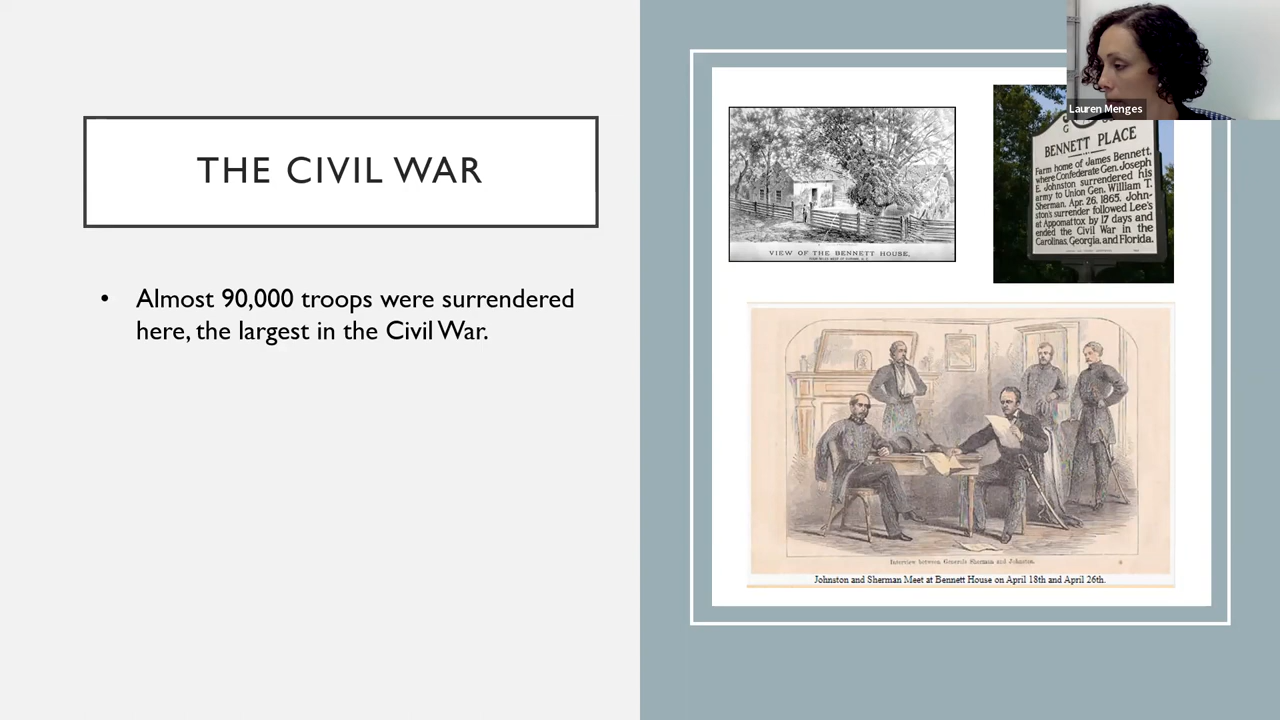 THE CIVIL WAR
• Almost 90,000 troops were surrendered
here, the largest in the Civil War.
VIEW OF THE BENNETT HOUSE,
Lauren Menges
G
BENNETT PLACE
Farm home of James Bennett,
where Confederate Gen. Joseph
E. Johnston surrendered his
army to Union Gen. William T.
Sherman, Apr. 26, 1865. John-
ston's surrender followed Lee's
at Appomattox by 17 days and
ended the Civil War in the
Carolinas, Georgia, and Florida.
Interview between Generals Sherman and Johnston.
Johnston and Sherman Meet at Bennett House on April 18th and April 26th.